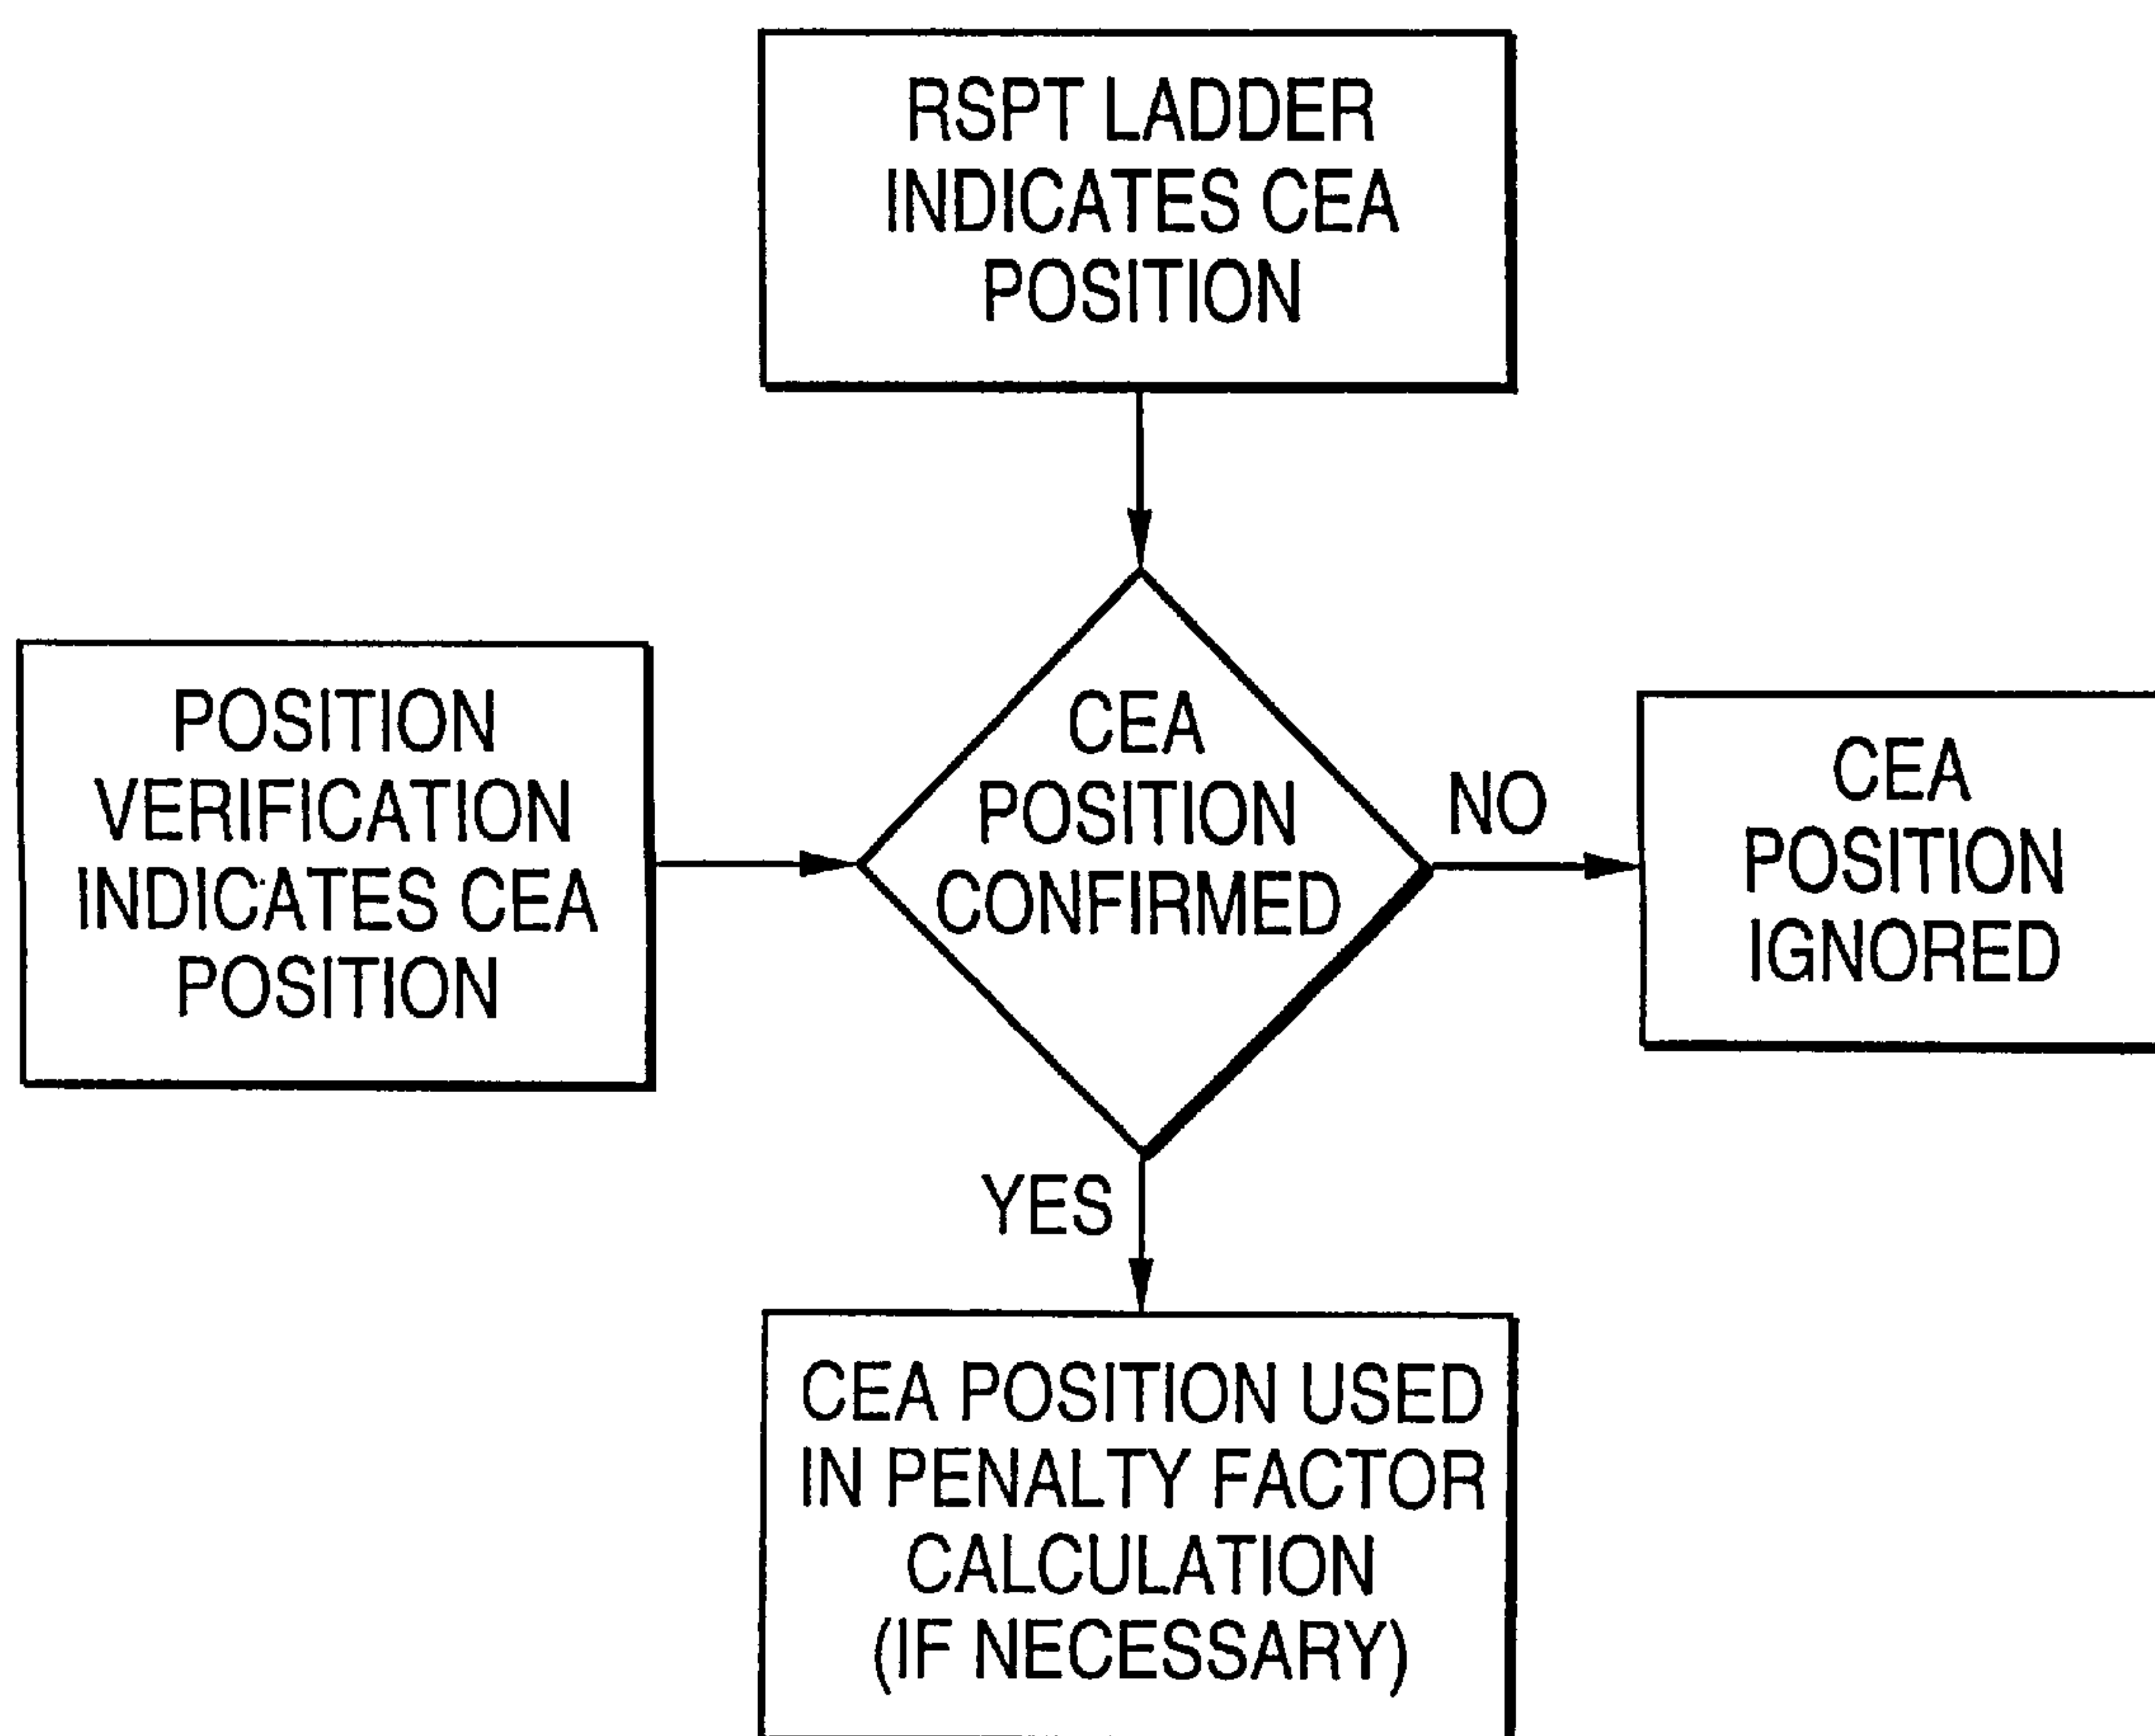 RSPT LADDER
INDICATES CEA
POSITION
POSITION
VERIFICATION
INDICATES CEA
POSITION
CEA
POSITION
CONFIRMED
NO
CEA
POSITION
IGNORED
YES
CEA POSITION USED
IN PENALTY FACTOR
CALCULATION
(IF NECESSARY)